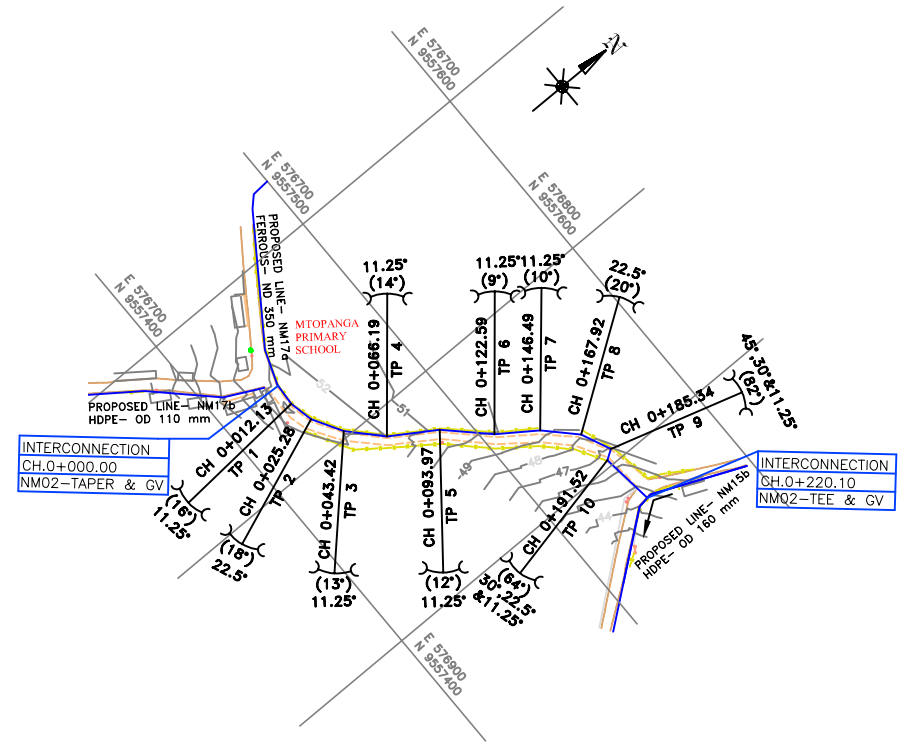 E 576700
N 9557600
N
E 576700
N 9557500
E 576800
N 9557600
E 576700
N 9557400
PROPOSED LINE- NM17a
FERROUS- ND 350 mm
MTOPANGA
PRIMARY
SCHOOL
11.25°
(14°)
CH 0+066.19
TP 4
11.25°
(9°)
CH 0+122.59
TP 6
11.25°
(10°)
CH 0+146.49
TP 7
22.5°
(20°)
CH 0+167.92
TP 8
45°,30°&11.25°
(82°)
CH 0+185.34
TP 9
52
51
49
48
47
44
PROPOSED LINE- NM17b
HDPE- OD 110 mm
INTERCONNECTION
CH.0+000.00
NM02-TAPER & GV
CH 0+012.13
TP 1
(16°)
11.25°
CH 0+025.28
TP 2
(18°)
22.5°
CH 0+043.42
TP 3
(13°)
11.25°
CH 0+093.97
TP 5
(12°)
11.25°
CH 0+191.52
TP 10
(64°)
30°,22.5°
&11.25°
INTERCONNECTION
CH.0+220.10
NM02-TEE & GV
PROPOSED LINE- NM15b
HDPE- OD 160 mm
E 576900
N 9557400